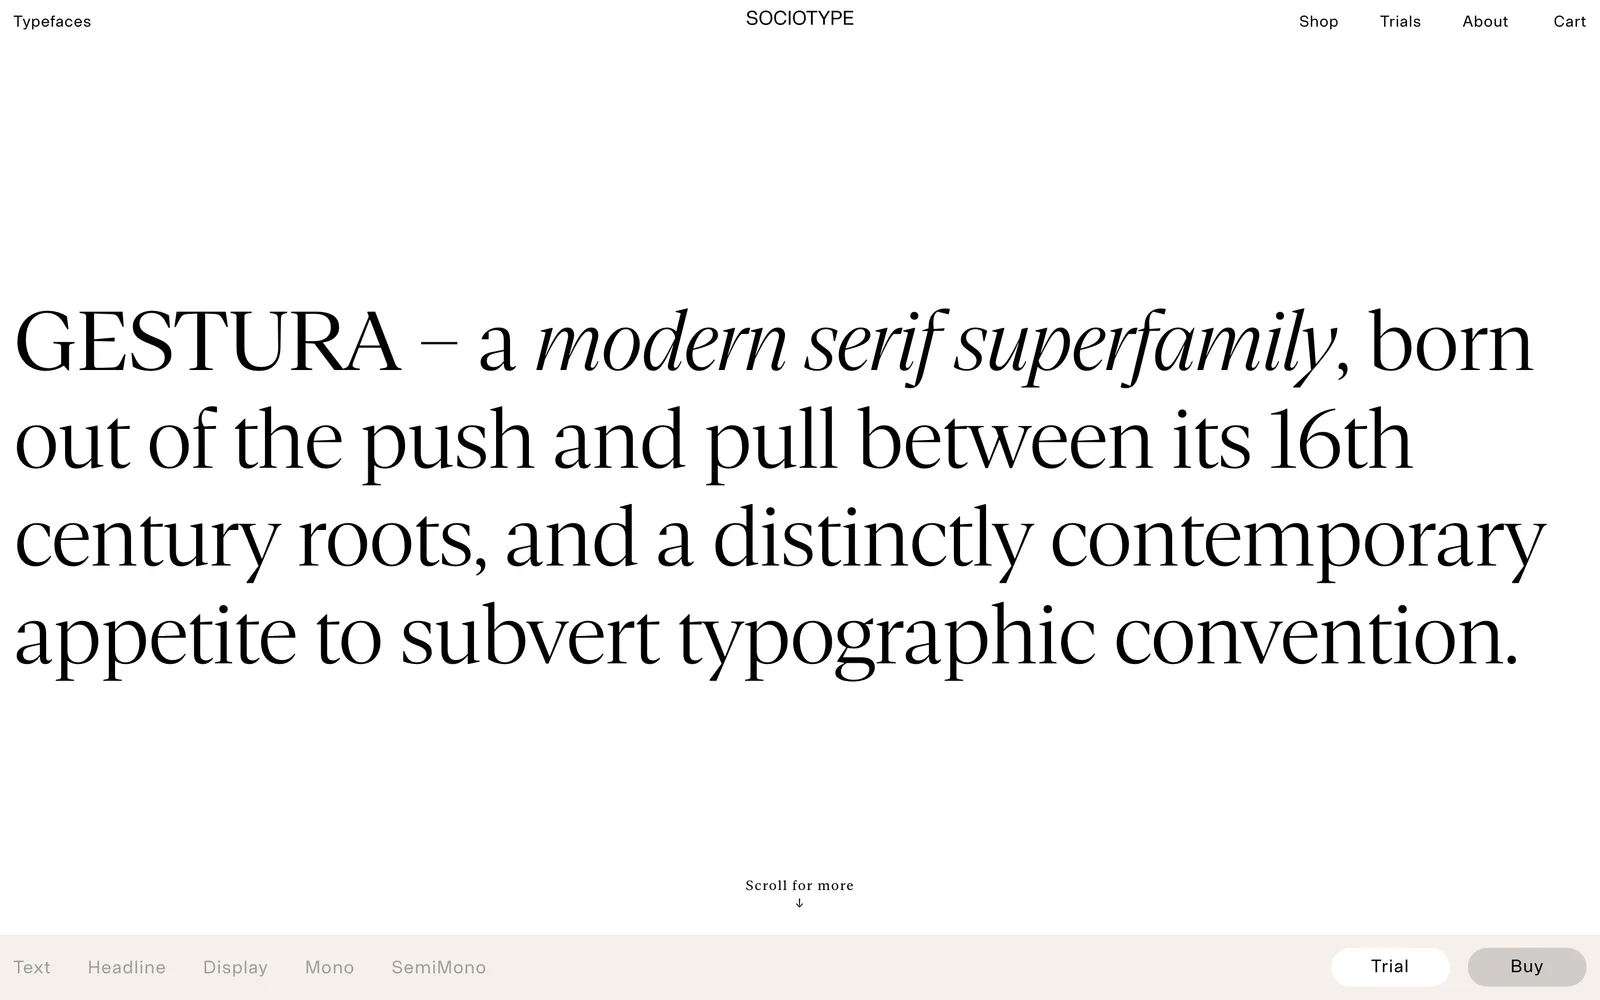 Typefaces
SOCIOTYPE
Shop
Trials
About
Cart
GESTURA – a modern serif superfamily, born
out of the push and pull between its 16th
century roots, and a distinctly contemporary
appetite to subvert typographic convention.
Scroll for more
↓
Text
Headline
Display
Mono
SemiMono
Trial
Buy